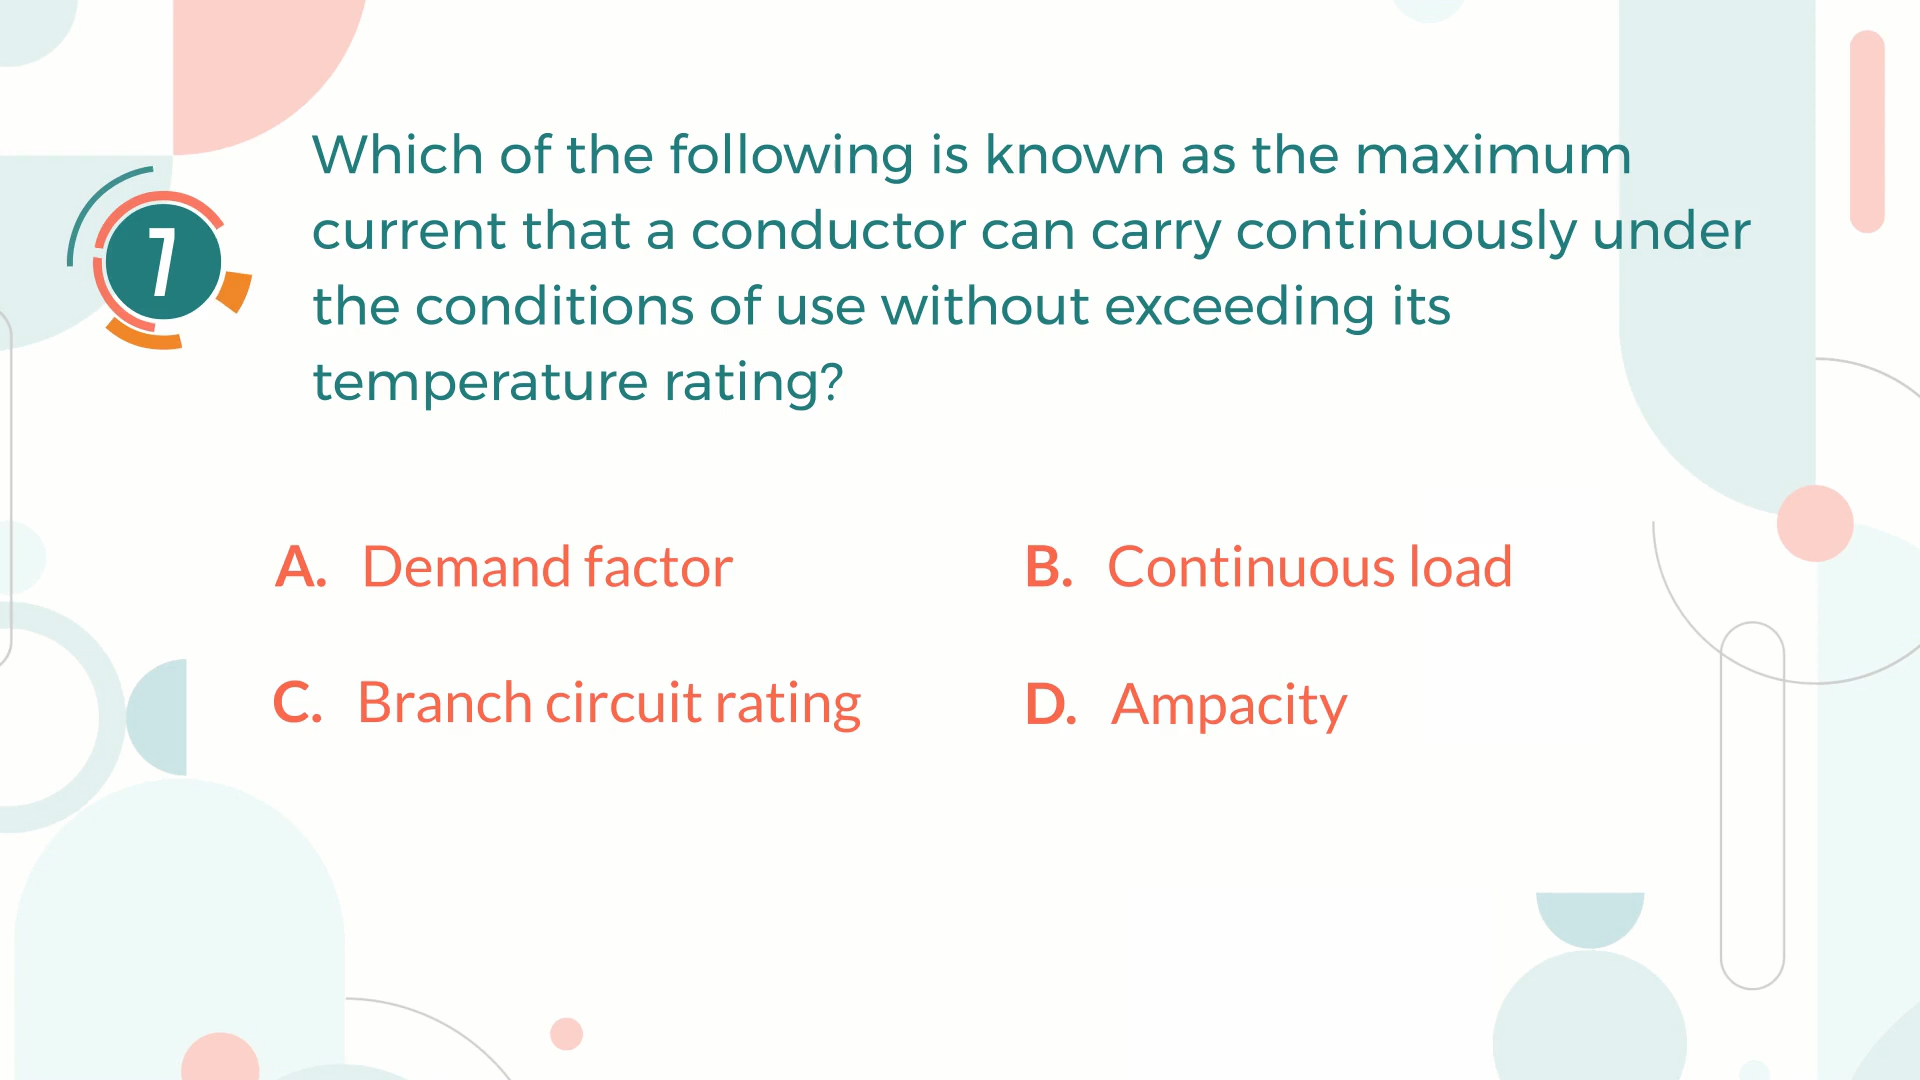 7
Which of the following is known as the maximum
current that a conductor can carry continuously under
the conditions of use without exceeding its
temperature rating?
A. Demand factor
B. Continuous load
C. Branch circuit rating
D. Ampacity